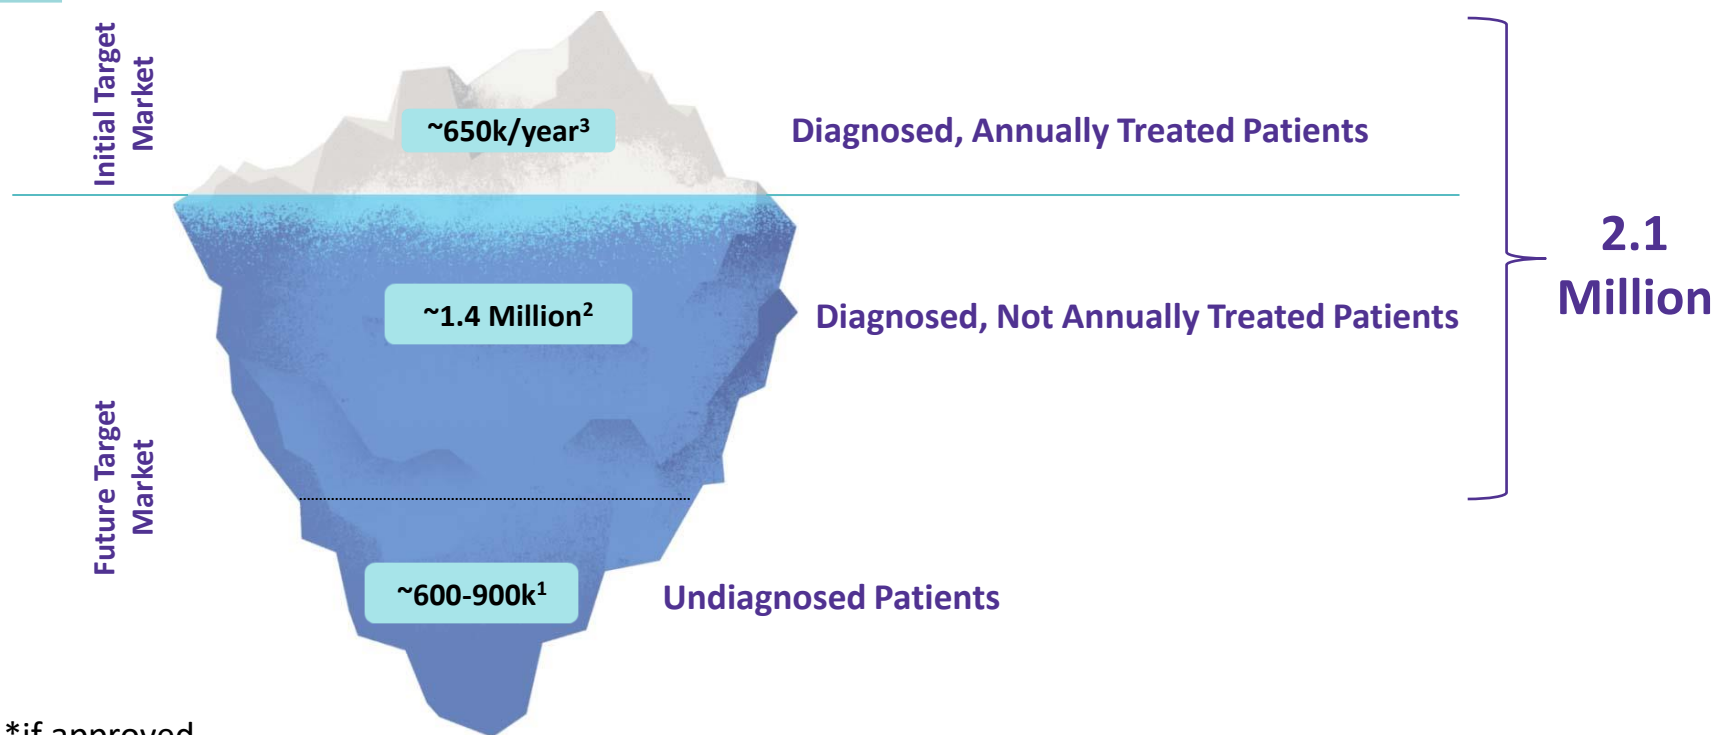 Initial Target
Market
~650k/year³
Diagnosed, Annually Treated Patients
2.1
Million
~1.4 Million²
Diagnosed, Not Annually Treated Patients
Future Target
Market
~600-900k¹
Undiagnosed Patients
*if approved